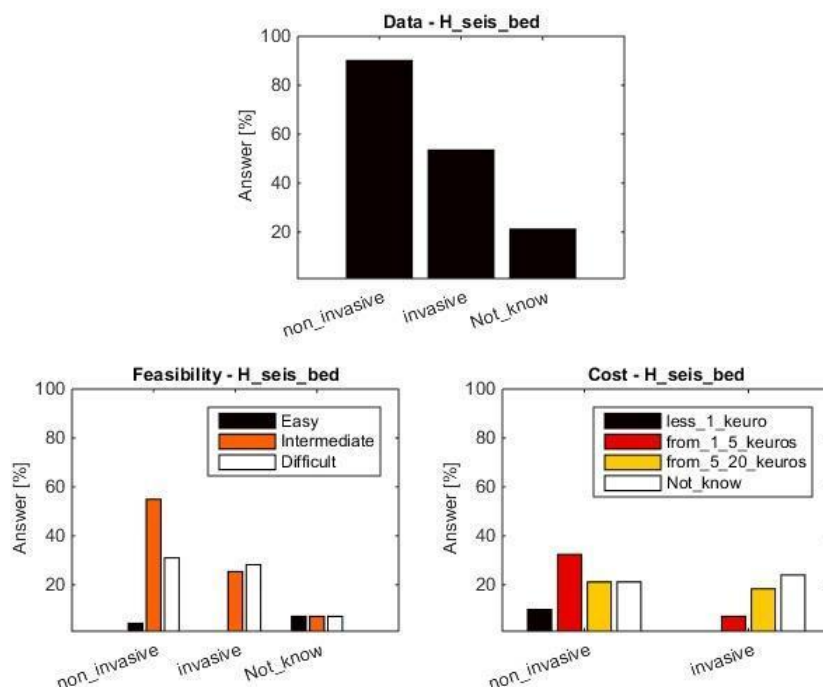 Data - H_seis_bed
100
80
60
40
20
Answer [%]
non_invasive
invasive
Not_know
Feasibility - H_seis_bed
100
80
60
40
20
Answer [%]
Easy
Intermediate
Difficult
non_invasive
invasive
Not_know
Cost - H_seis_bed
100
80
60
40
20
Answer [%]
less_1_keuro
from_1_5_keuros
from_5_20_keuros
Not_know
non_invasive
invasive